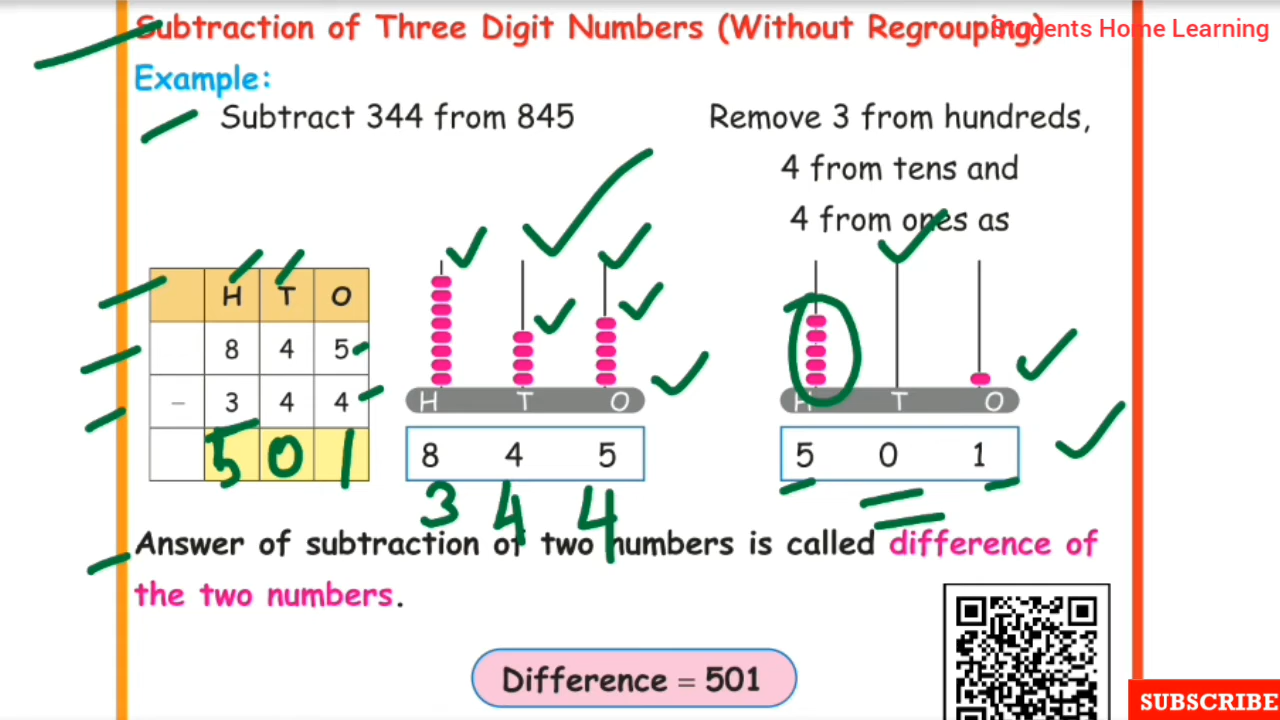 Subtraction of Three Digit Numbers (Without Regrouping)
Students Home Learning
Example:
Subtract 344 from 845
Remove 3 from hundreds,
4 from tens and
4 from ones as
H T O
8 4 5
– 3 4 4
5 0 1
H T O
8 4 5
3 4 4
H T O
5 0 1
Answer of subtraction of two numbers is called difference of
the two numbers.
Difference = 501
SUBSCRIBE